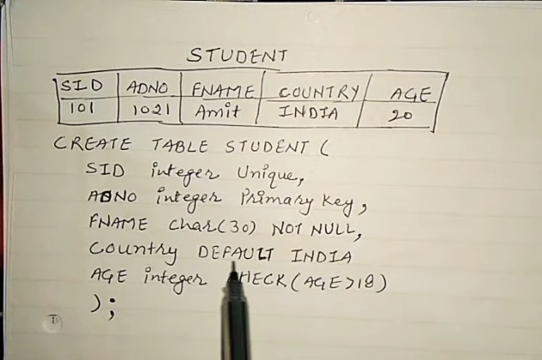 STUDENT
SID ADNO FNAME COUNTRY AGE
101 1021 Amit INDIA 20
CREATE TABLE STUDENT (
SID integer Unique,
ADNO integer Primary Key,
FNAME char(30) NOT NULL,
Country DEFAULT INDIA
AGE integer CHECK (AGE>18)
);